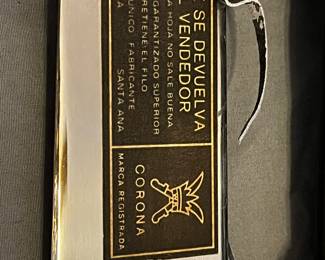 SE DEVUELVA
VENDEDOR
A HOJA NO SALE BUENA
GARANTIZADO SUPERIOR
RETIENE EL FILO
UNICO FABRICANTE
SANTA ANA
CORONA
MARCA REGISTRADA